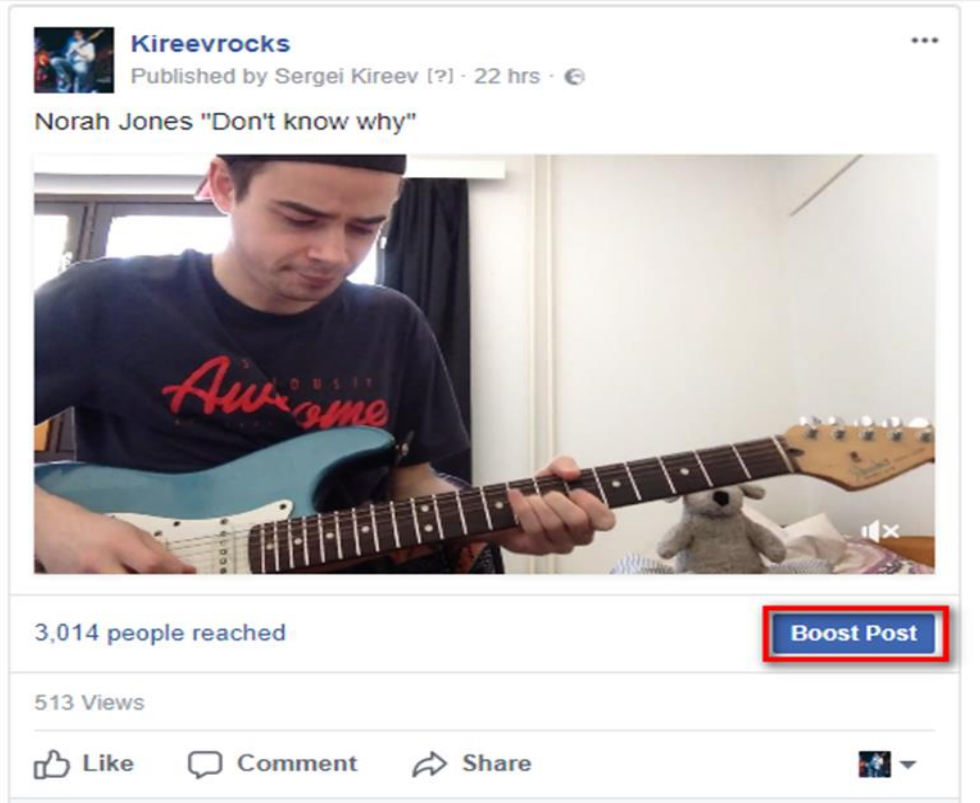 Kireevrocks
Published by Sergei Kireev [?] · 22 hrs ·
Norah Jones "Don't know why"
Awesome
3,014 people reached
Boost Post
513 Views
Like Comment Share